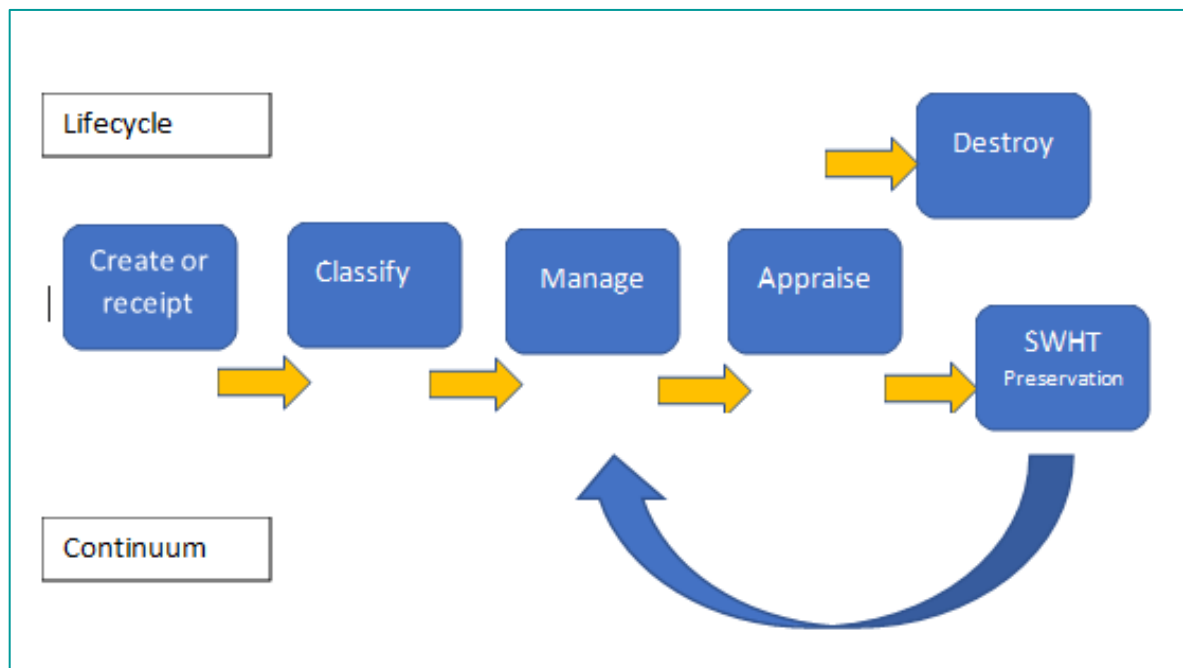 Lifecycle
Destroy
Create or
receipt
Classify
Manage
Appraise
SWHT
Preservation
Continuum